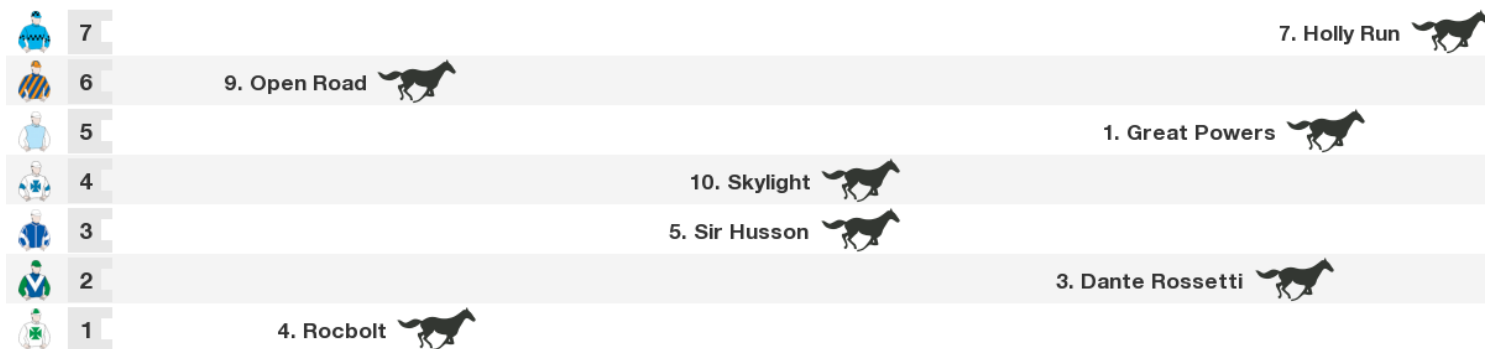 7 7. Holly Run
6 9. Open Road
5 1. Great Powers
4 10. Skylight
3 5. Sir Husson
2 3. Dante Rossetti
1 4. Rocbolt